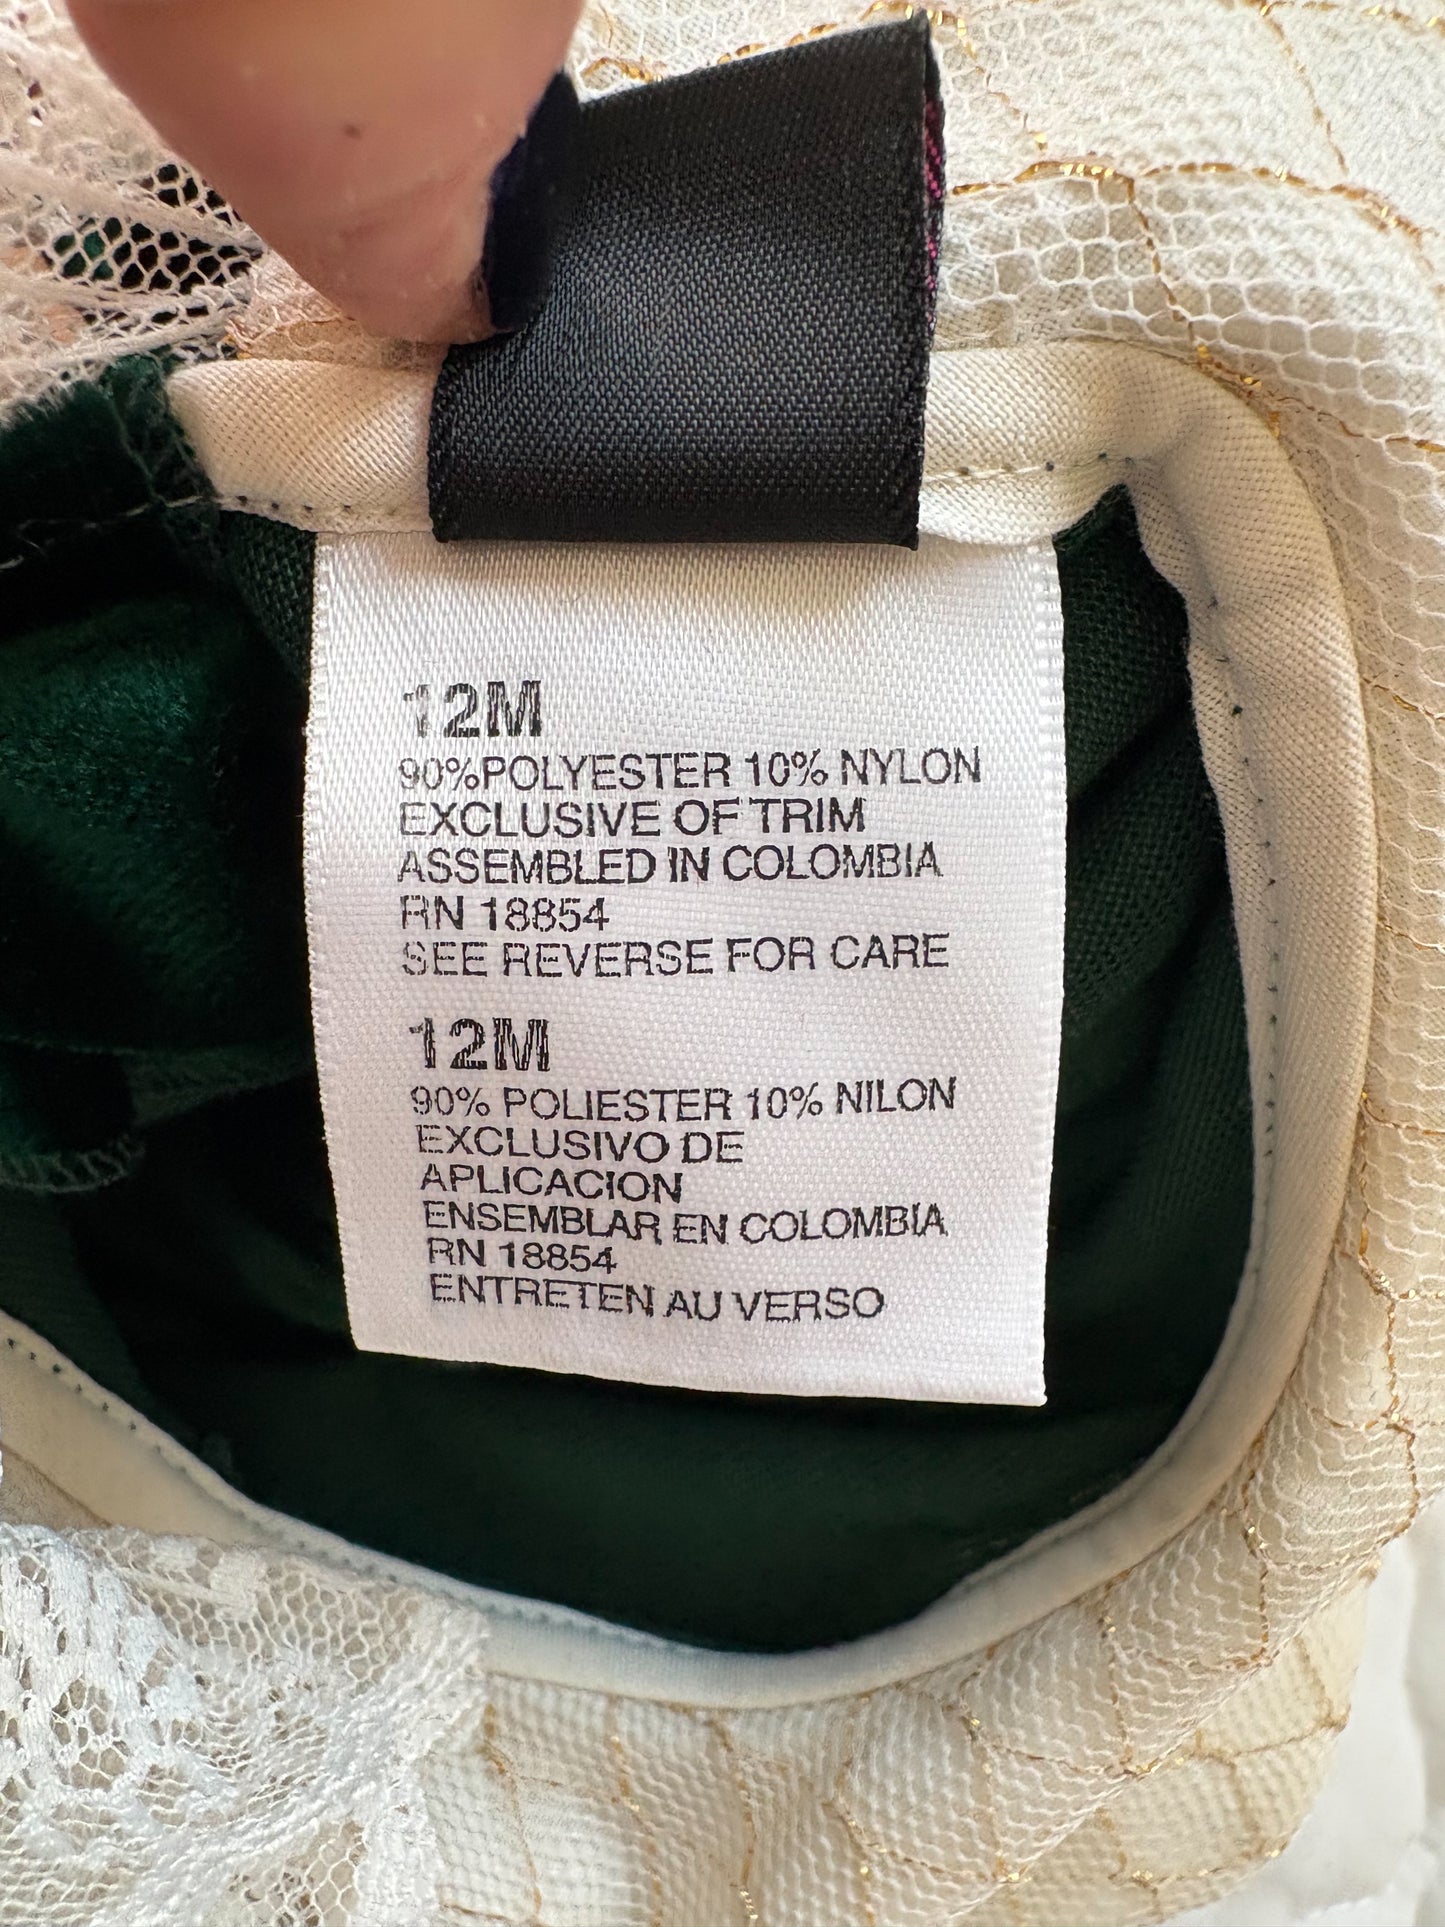 12M
90%POLYESTER 10% NYLON
EXCLUSIVE OF TRIM
ASSEMBLED IN COLOMBIA
RN 18854
SEE REVERSE FOR CARE
12M
90% POLIESTER 10% NILON
EXCLUSIVO DE
APLICACION
ENSEMBLAR EN COLOMBIA
RN 18854
ENTRETEN AU VERSO